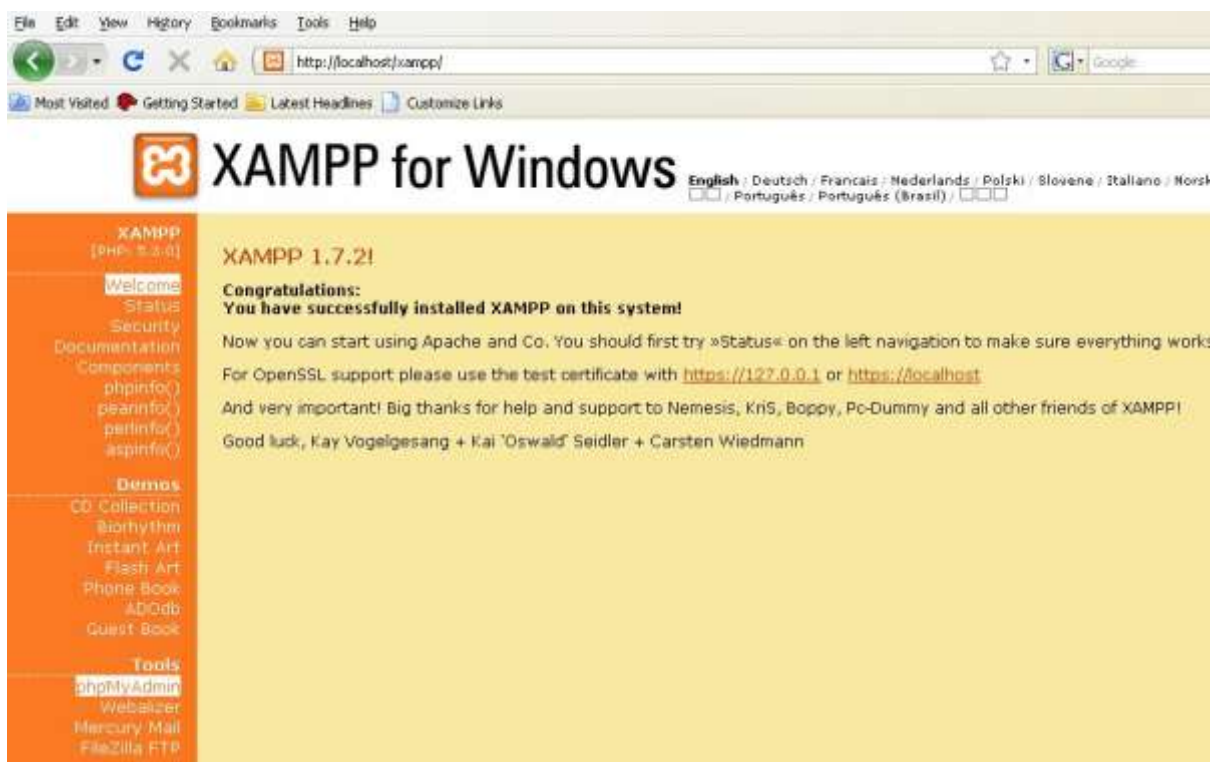 File Edit View History Bookmarks Tools Help
http://localhost/xampp/
Google
Most Visited Getting Started Latest Headlines Customize Links
XAMPP for Windows
English / Deutsch / Francais / Nederlands / Polski / Slovene / Italiano / Norsk
/ Português / Português (Brasil) /
XAMPP
[PHP: 5.3.0]
Welcome
Status
Security
Documentation
Components
phpinfo()
pearinfo()
perlinfo()
aspinfo()
Demos
CD Collection
Biorhythm
Instant Art
Flash Art
Phone Book
ADOdb
Guest Book
Tools
phpMyAdmin
Webalizer
Mercury Mail
FileZilla FTP
XAMPP 1.7.2!
Congratulations:
You have successfully installed XAMPP on this system!
Now you can start using Apache and Co. You should first try »Status« on the left navigation to make sure everything works
For OpenSSL support please use the test certificate with https://127.0.0.1 or https://localhost
And very important! Big thanks for help and support to Nemesis, KriS, Boppy, Pc-Dummy and all other friends of XAMPP!
Good luck, Kay Vogelgesang + Kai 'Oswald' Seidler + Carsten Wiedmann